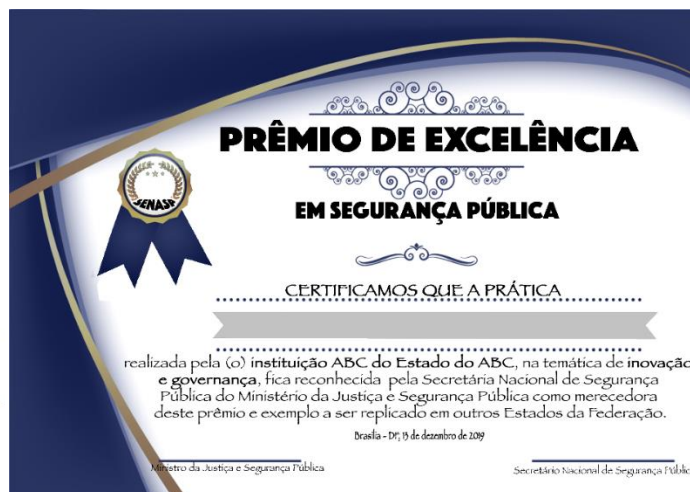 PRÊMIO DE EXCELÊNCIA
EM SEGURANÇA PÚBLICA
SENASP
CERTIFICAMOS QUE A PRÁTICA
realizada pela (o) instituição ABC do Estado do ABC, na temática de inovação
e governança, fica reconhecida pela Secretária Nacional de Segurança
Pública do Ministério da Justiça e Segurança Pública como merecedora
deste prêmio e exemplo a ser replicado em outros Estados da Federação.
Brasília - DF, 13 de dezembro de 2019
Ministro da Justiça e Segurança Pública
Secretário Nacional de Segurança Públic